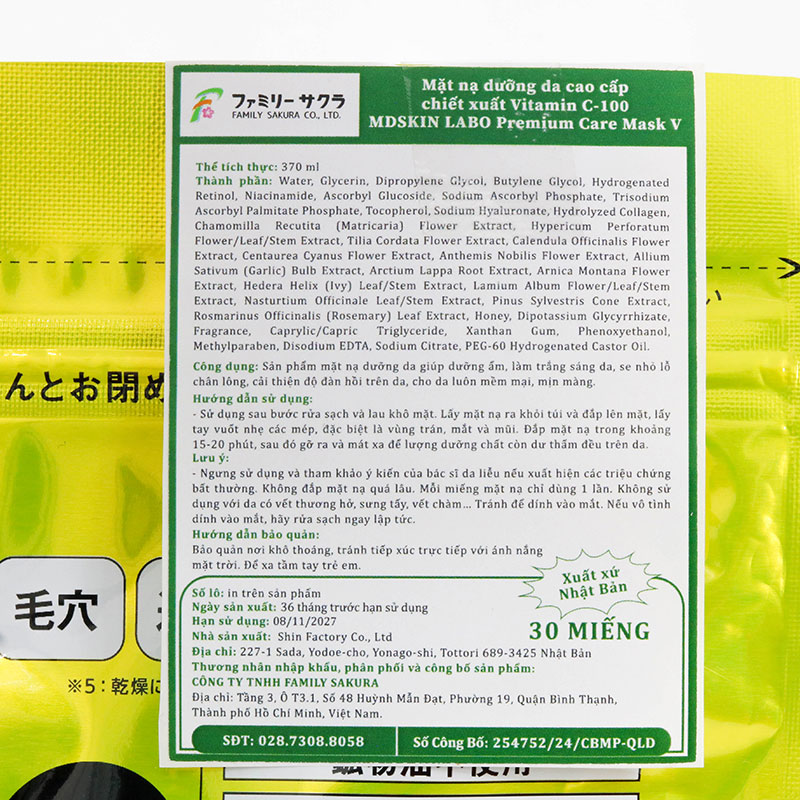 ファミリーサクラ
FAMILY SAKURA CO., LTD.
Mặt nạ dưỡng da cao cấp
chiết xuất Vitamin C-100
MDSKIN LABO Premium Care Mask V
Thể tích thực: 370 ml
Thành phần: Water, Glycerin, Dipropylene Glycol, Butylene Glycol, Hydrogenated
Retinol, Niacinamide, Ascorbyl Glucoside, Sodium Ascorbyl Phosphate, Trisodium
Ascorbyl Palmitate Phosphate, Tocopherol, Sodium Hyaluronate, Hydrolyzed Collagen,
Chamomilla Recutita (Matricaria) Flower Extract, Hypericum Perforatum
Flower/Leaf/Stem Extract, Tilia Cordata Flower Extract, Calendula Officinalis Flower
Extract, Centaurea Cyanus Flower Extract, Anthemis Nobilis Flower Extract, Allium
Sativum (Garlic) Bulb Extract, Arctium Lappa Root Extract, Arnica Montana Flower
Extract, Hedera Helix (Ivy) Leaf/Stem Extract, Lamium Album Flower/Leaf/Stem
Extract, Nasturtium Officinale Leaf/Stem Extract, Pinus Sylvestris Cone Extract,
Rosmarinus Officinalis (Rosemary) Leaf Extract, Honey, Dipotassium Glycyrrhizate,
Fragrance, Caprylic/Capric Triglyceride, Xanthan Gum, Phenoxyethanol,
Methylparaben, Disodium EDTA, Sodium Citrate, PEG-60 Hydrogenated Castor Oil.
Công dụng: Sản phẩm mặt nạ dưỡng da giúp dưỡng ẩm, làm trắng sáng da, se nhỏ lỗ
chân lông, cải thiện độ đàn hồi trên da, cho da luôn mềm mại, mịn màng.
Hướng dẫn sử dụng:
- Sử dụng sau bước rửa sạch và lau khô mặt. Lấy mặt nạ ra khỏi túi và đắp lên mặt, lấy
tay vuốt nhẹ các mép, đặc biệt là vùng trán, mắt và mũi. Đắp mặt nạ trong khoảng
15-20 phút, sau đó gỡ ra và mát xa để lượng dưỡng chất còn dư thấm đều trên da.
Lưu ý:
- Ngưng sử dụng và tham khảo ý kiến của bác sĩ da liễu nếu xuất hiện các triệu chứng
bất thường. Không đắp mặt nạ quá lâu. Mỗi miếng mặt nạ chỉ dùng 1 lần. Không sử
dụng với da có vết thương hở, sưng tấy, vết chàm... Tránh để dính vào mắt. Nếu vô tình
dính vào mắt, hãy rửa sạch ngay lập tức.
Hướng dẫn bảo quản:
Bảo quản nơi khô thoáng, tránh tiếp xúc trực tiếp với ánh nắng
mặt trời. Để xa tầm tay trẻ em.
Xuất xứ
Nhật Bản
30 MIẾNG
Số lô: in trên sản phẩm
Ngày sản xuất: 36 tháng trước hạn sử dụng
Hạn sử dụng: 08/11/2027
Nhà sản xuất: Shin Factory Co., Ltd
Địa chỉ: 227-1 Sada, Yodoe-cho, Yonago-shi, Tottori 689-3425 Nhật Bản
Thương nhân nhập khẩu, phân phối và công bố sản phẩm:
CÔNG TY TNHH FAMILY SAKURA
Địa chỉ: Tầng 3, Ô T3.1, Số 48 Huỳnh Mẫn Đạt, Phường 19, Quận Bình Thạnh,
Thành phố Hồ Chí Minh, Việt Nam.
SĐT: 028.7308.8058
Số Công Bố: 254752/24/CBMP-QLD
んとお閉め
い
毛穴
※5：乾燥に
鉱物油不使用